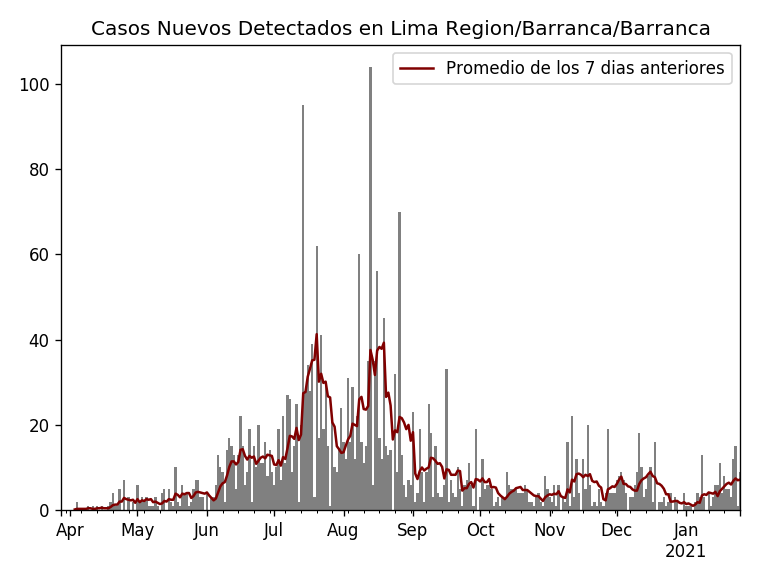 Casos Nuevos Detectados en Lima Region/Barranca/Barranca
Promedio de los 7 dias anteriores
100
80
60
40
20
0
Apr May Jun Jul Aug Sep Oct Nov Dec Jan
2021